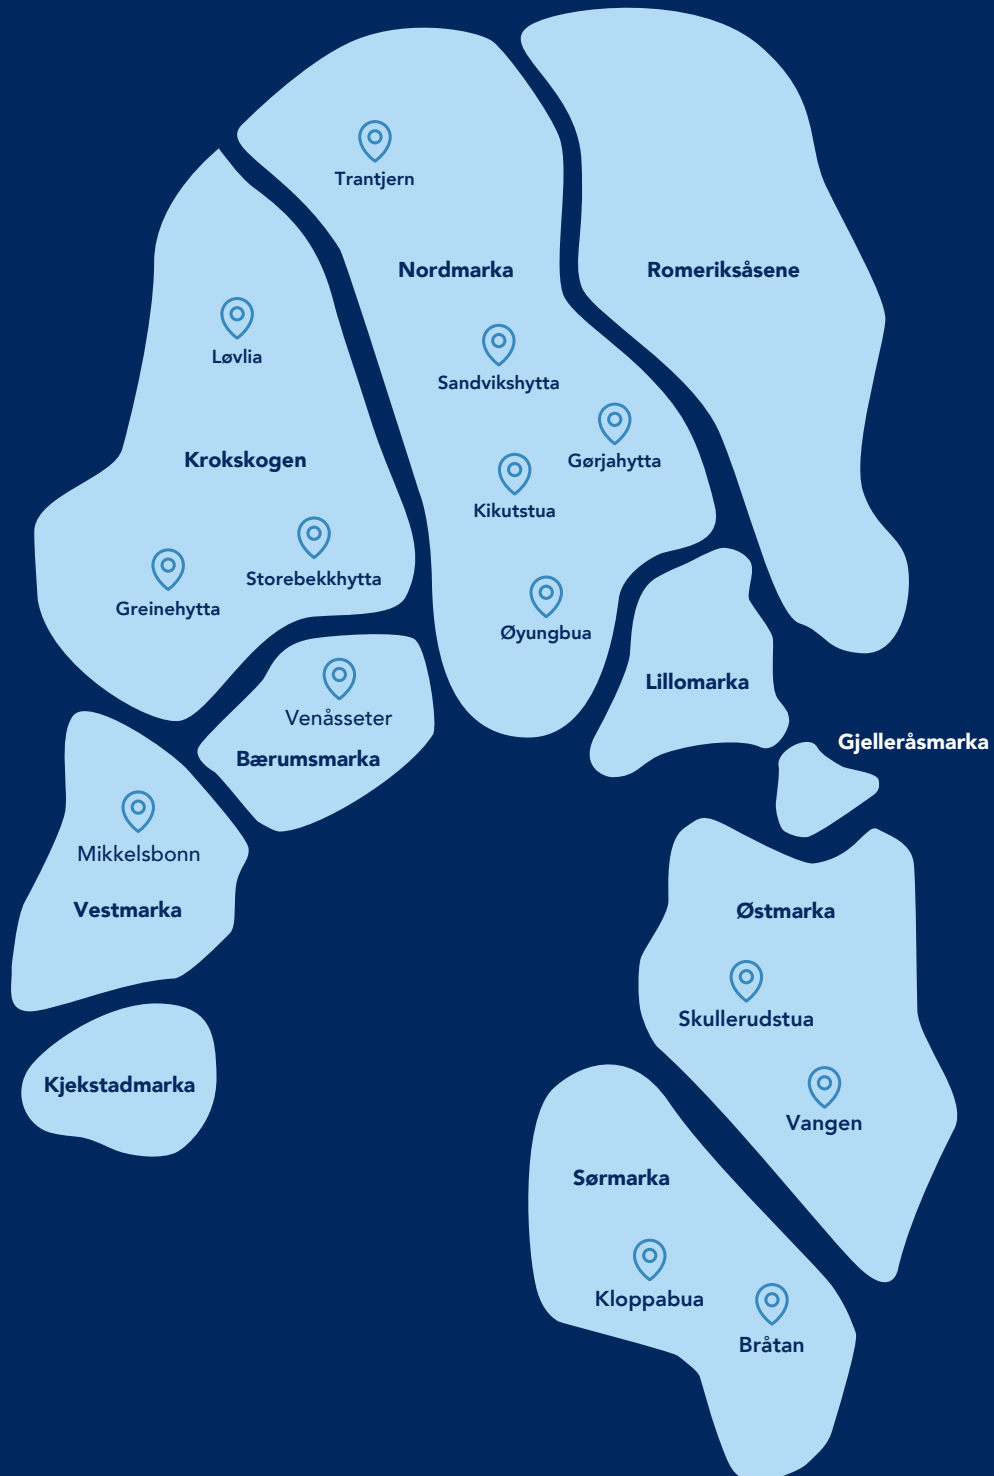 Trantjern
Nordmarka
Romeriksåsene
Løvlia
Sandvikshytta
Gørjahytta
Krokskogen
Kikutstua
Storebekkhytta
Greinehytta
Øyungbua
Lillomarka
Venåsseter
Bærumsmarka
Gjelleråsmarka
Mikkelsbonn
Vestmarka
Østmarka
Skullerudstua
Kjekstadmarka
Vangen
Sørmarka
Kloppabua
Bråtan